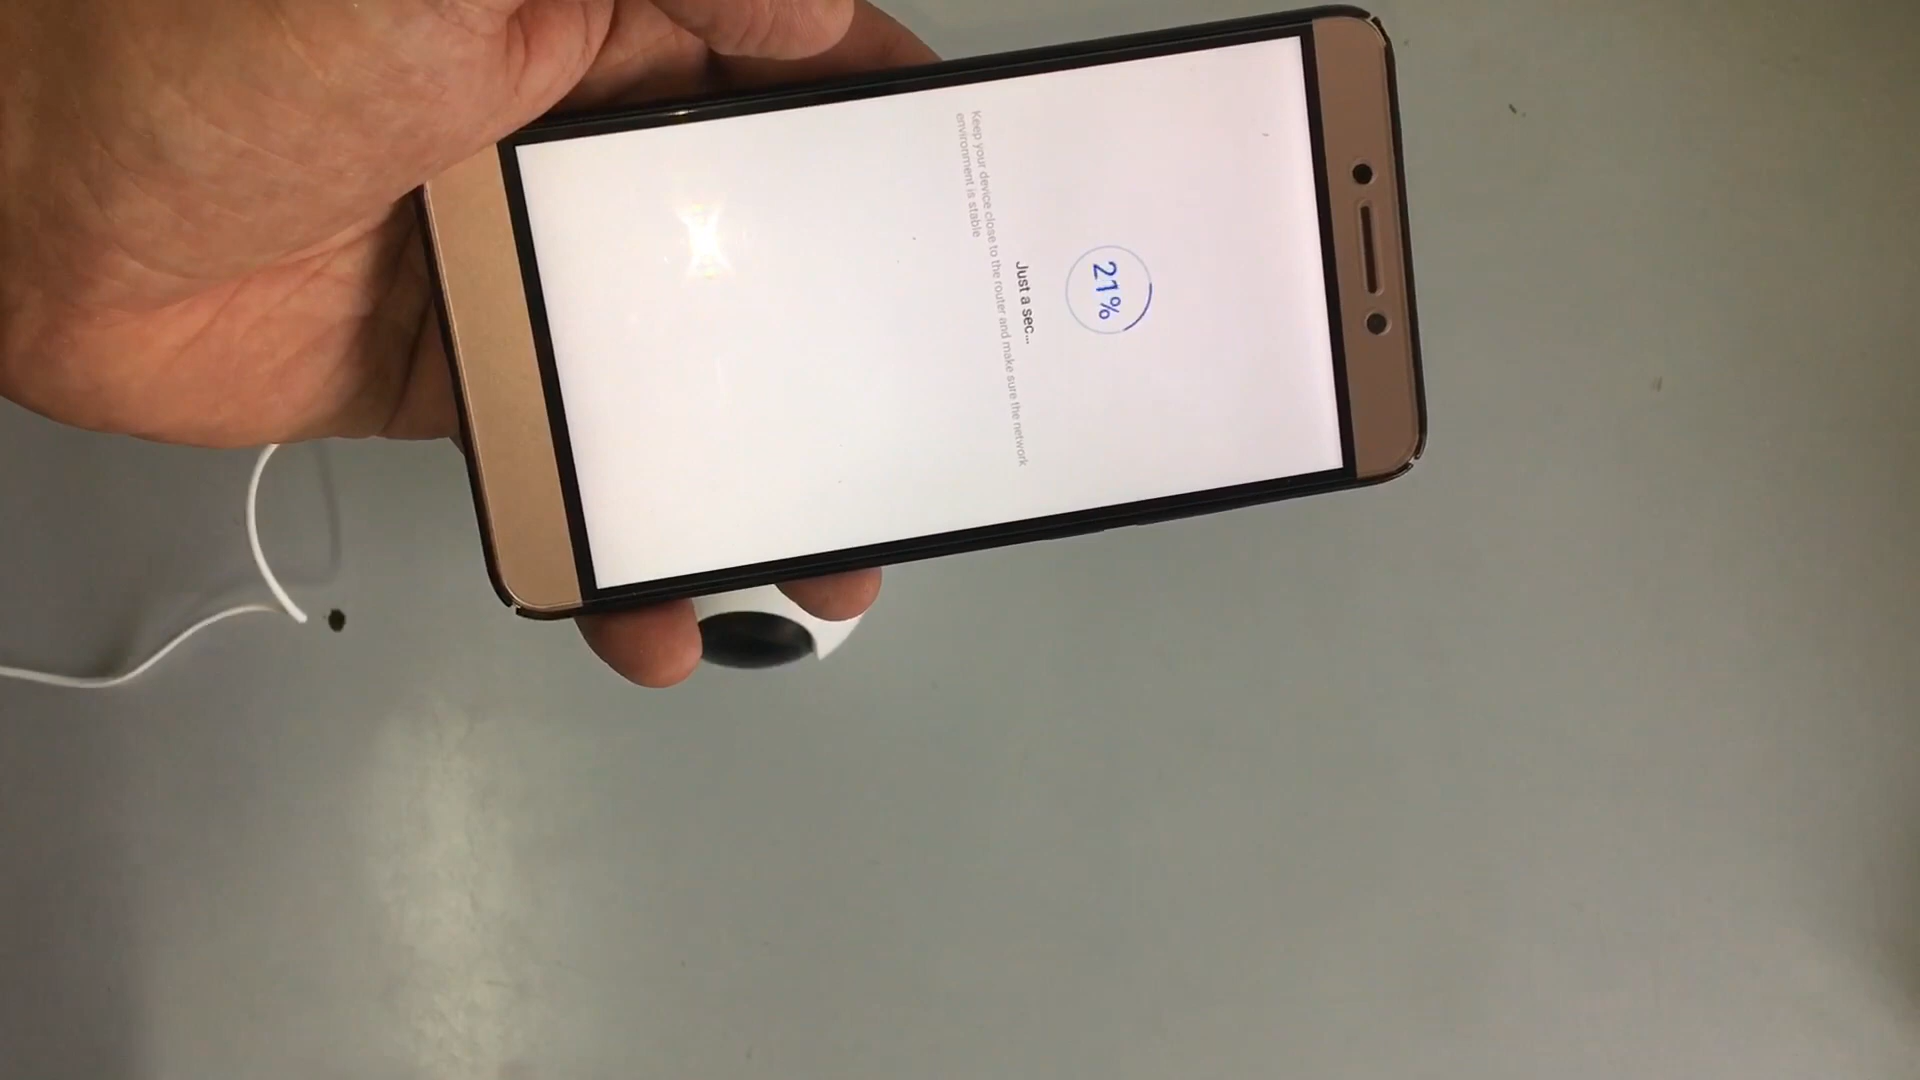 21%
Just a sec...
Keep your device close to the router and make sure the network
environment is stable